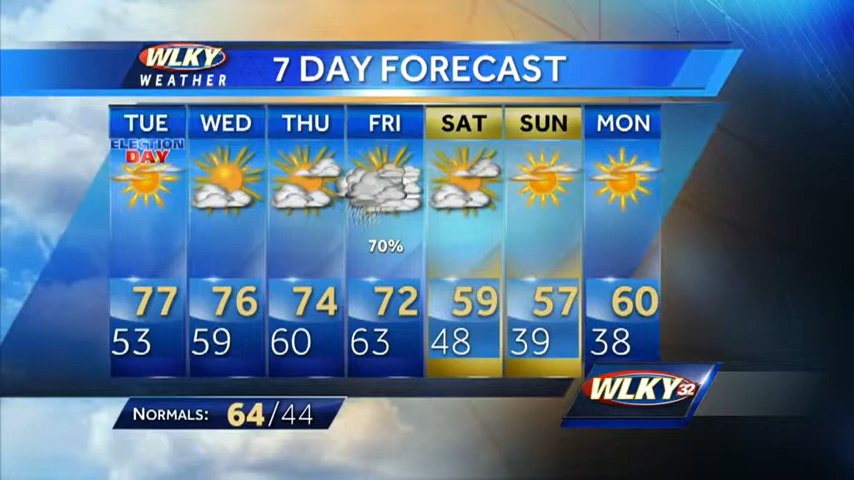 WLKY
WEATHER
7 DAY FORECAST
TUE WED THU FRI SAT SUN MON
ELECTION
DAY
70%
77 76 74 72 59 57 60
53 59 60 63 48 39 38
WLKY 32
NORMALS: 64/44